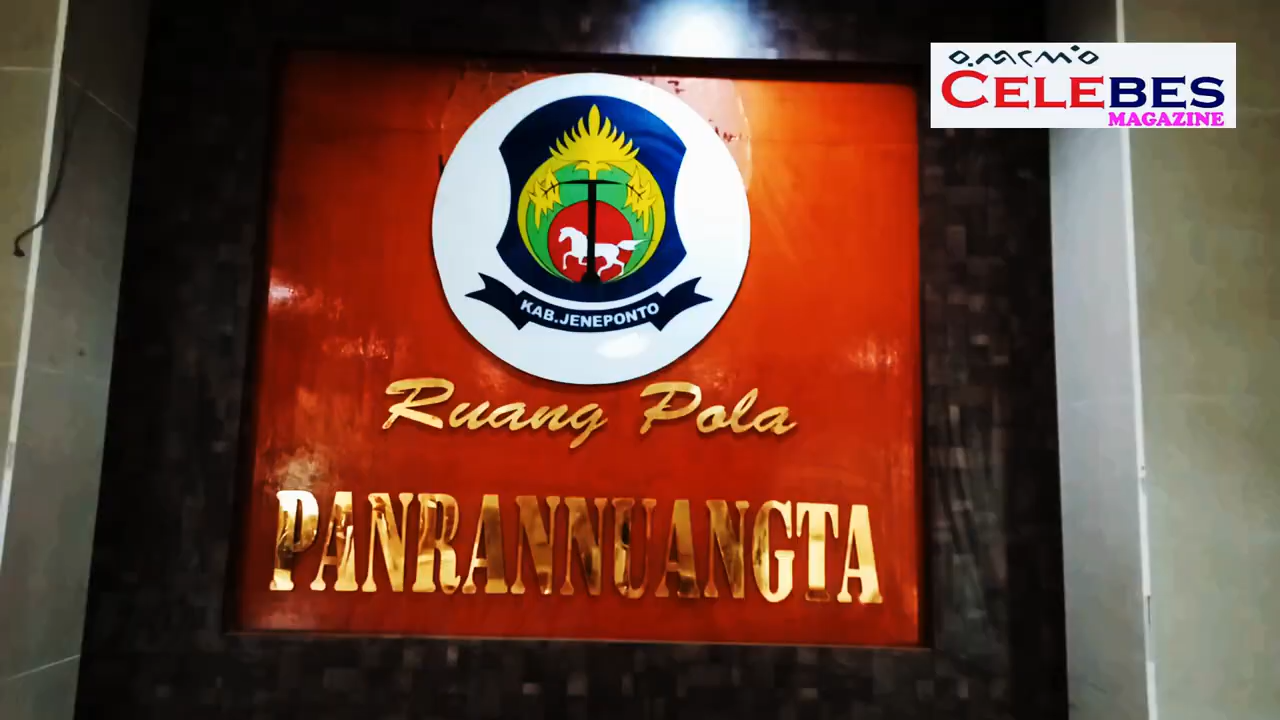 CELEBES
MAGAZINE
KAB.JENEPONTO
Ruang Pola
PANRANNUANGTA